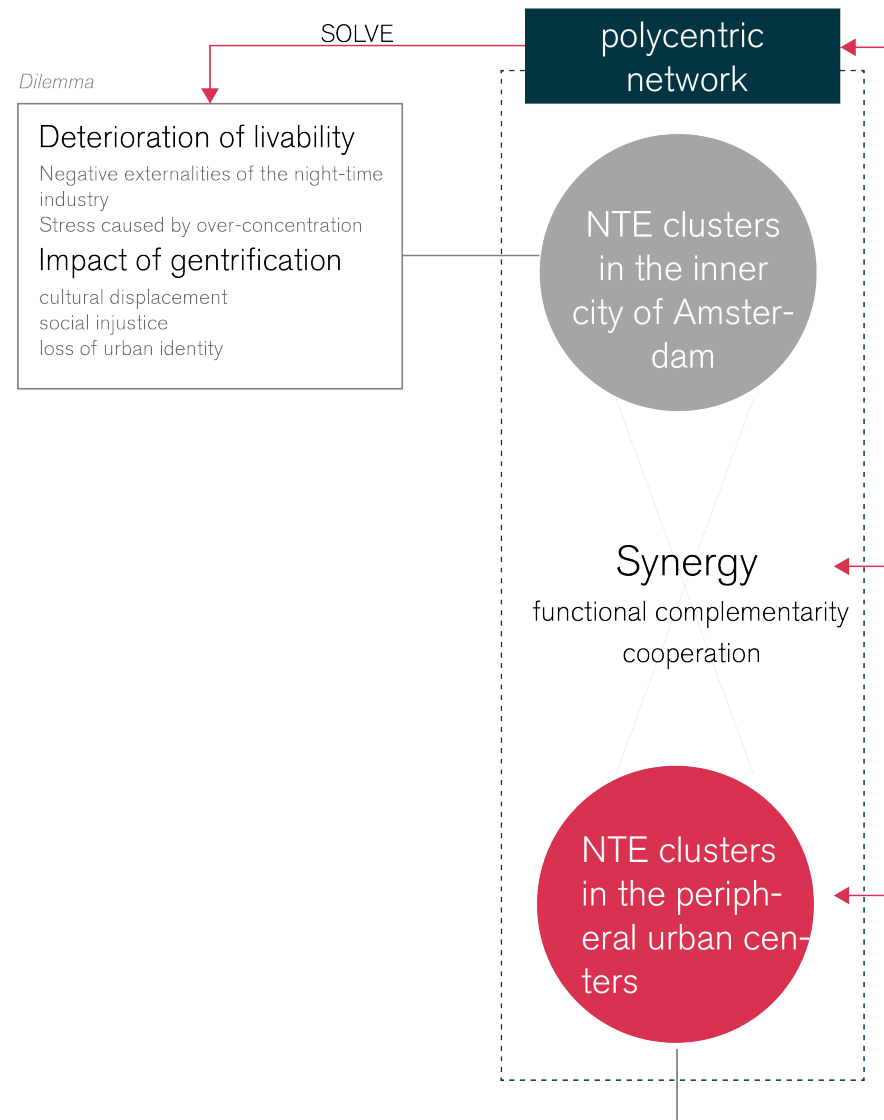 SOLVE
polycentric
network
Dilemma
Deterioration of livability
Negative externalities of the night-time
industry
Stress caused by over-concentration
Impact of gentrification
cultural displacement
social injustice
loss of urban identity
NTE clusters
in the inner
city of Amster-
dam
Synergy
functional complementarity
cooperation
NTE clusters
in the periph-
eral urban cen-
ters